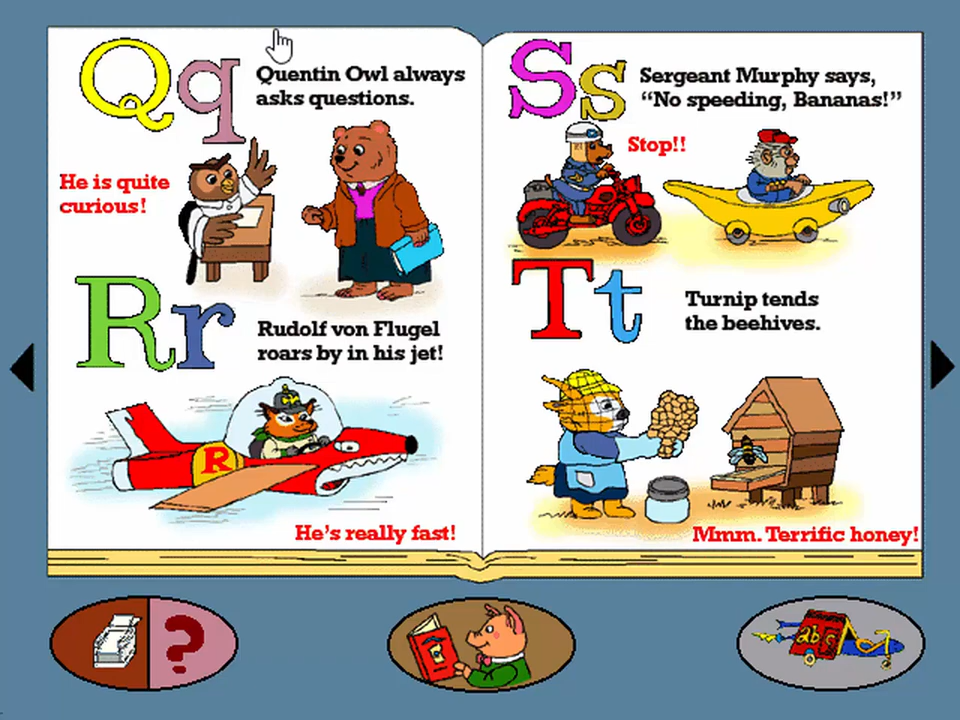 Qq
Quentin Owl always
asks questions.
He is quite
curious!
Rr
Rudolf von Flugel
roars by in his jet!
R
He's really fast!
Ss
Sergeant Murphy says,
“No speeding, Bananas!”
Stop!!
Tt
Turnip tends
the beehives.
Mmm. Terrific honey!
?
abc